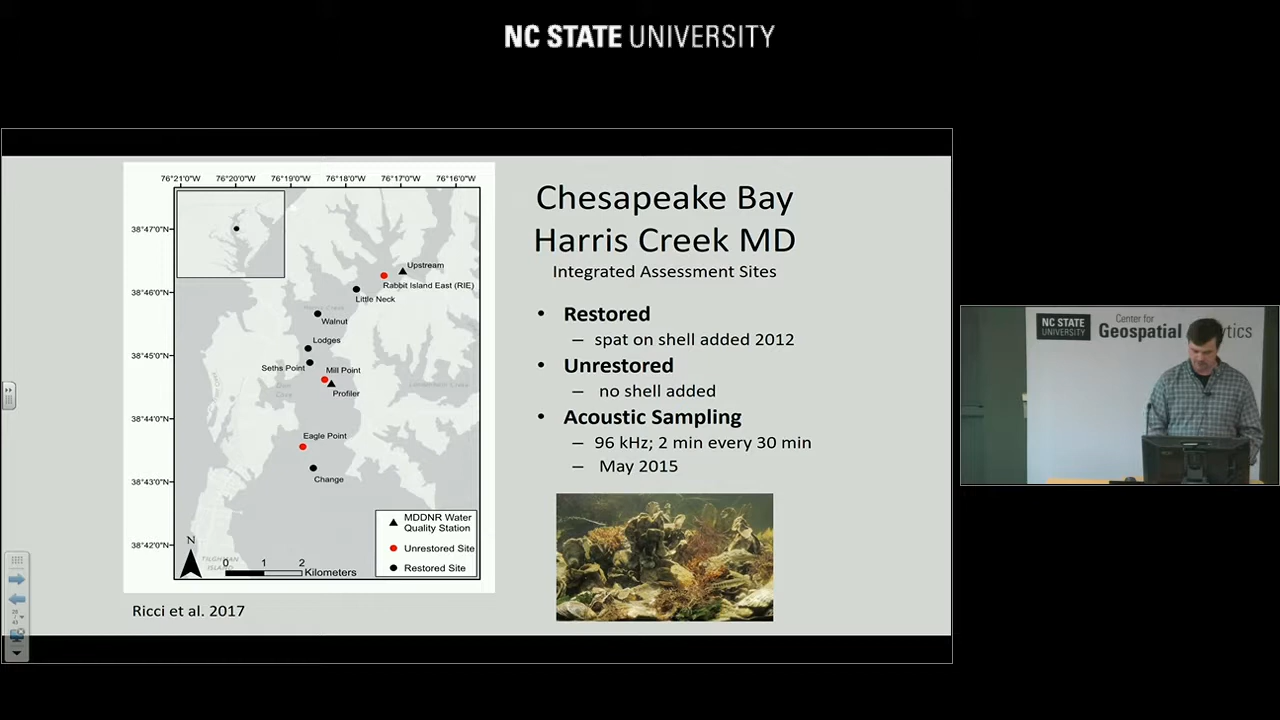 NC STATE UNIVERSITY
76°21'0"W 76°20'0"W 76°19'0"W 76°18'0"W 76°17'0"W 76°16'0"W
38°47'0"N
38°46'0"N
38°45'0"N
38°44'0"N
38°43'0"N
38°42'0"N
Upstream
Rabbit Island East (RIE)
Little Neck
Walnut
Lodges
Seths Point
Mill Point
Profiler
Eagle Point
Change
MDDNR Water
Quality Station
Unrestored Site
Restored Site
N
TILGHMAN
ISLAND
0 1 2
Kilometers
Ricci et al. 2017
Chesapeake Bay
Harris Creek MD
Integrated Assessment Sites
• Restored
– spat on shell added 2012
• Unrestored
– no shell added
• Acoustic Sampling
– 96 kHz; 2 min every 30 min
– May 2015
NC STATE
UNIVERSITY
Center for
Geospatial